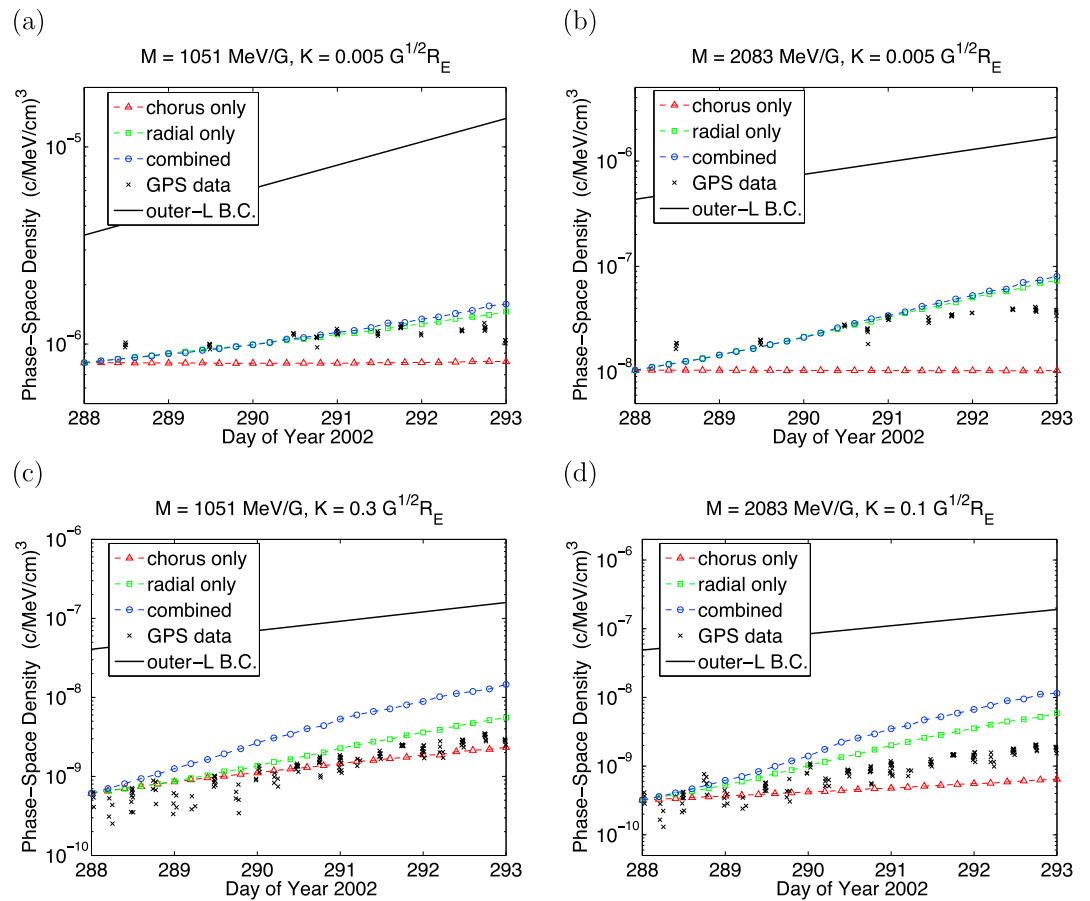 (a)
M = 1051 MeV/G, K = 0.005 G^{1/2}R_E
chorus only
radial only
combined
GPS data
outer−L B.C.
10^{-5}
10^{-6}
Phase−Space Density (c/MeV/cm)^3
288 289 290 291 292 293
Day of Year 2002
(b)
M = 2083 MeV/G, K = 0.005 G^{1/2}R_E
chorus only
radial only
combined
GPS data
outer−L B.C.
10^{-6}
10^{-7}
10^{-8}
Phase−Space Density (c/MeV/cm)^3
288 289 290 291 292 293
Day of Year 2002
(c)
M = 1051 MeV/G, K = 0.3 G^{1/2}R_E
chorus only
radial only
combined
GPS data
outer−L B.C.
10^{-6}
10^{-7}
10^{-8}
10^{-9}
10^{-10}
Phase−Space Density (c/MeV/cm)^3
288 289 290 291 292 293
Day of Year 2002
(d)
M = 2083 MeV/G, K = 0.1 G^{1/2}R_E
chorus only
radial only
combined
GPS data
outer−L B.C.
10^{-6}
10^{-7}
10^{-8}
10^{-9}
10^{-10}
Phase−Space Density (c/MeV/cm)^3
288 289 290 291 292 293
Day of Year 2002